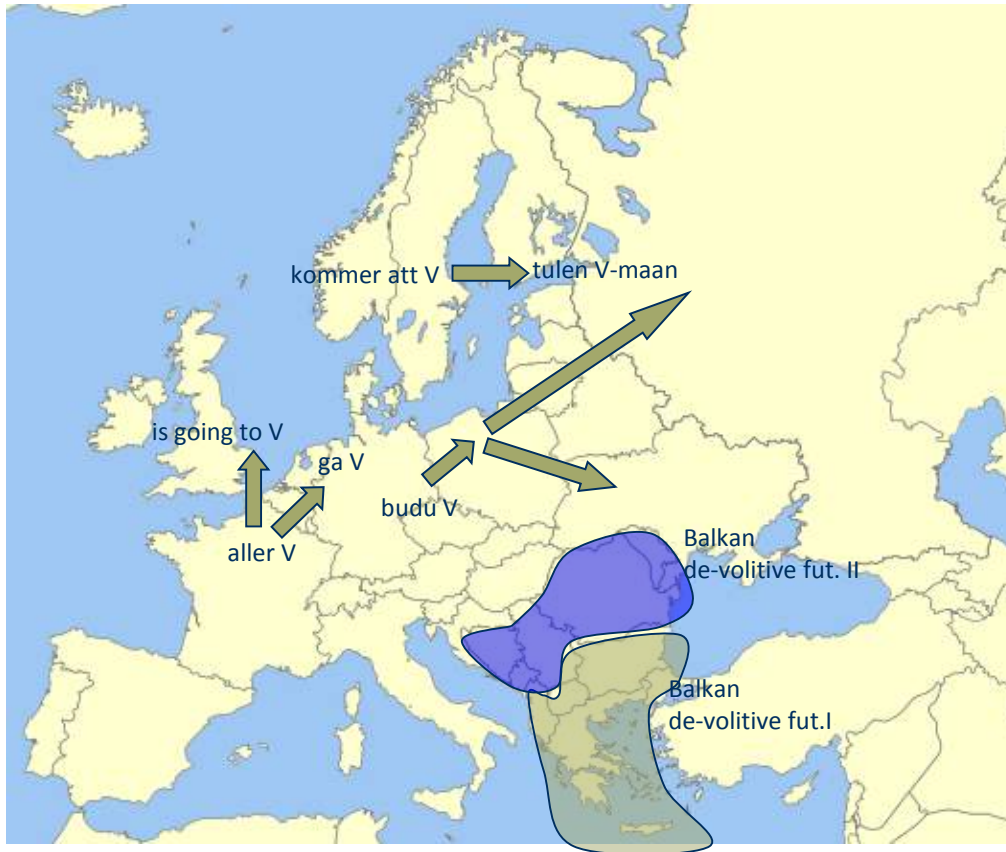 kommer att V
tulen V-maan
is going to V
ga V
budu V
aller V
Balkan
de-volitive fut. II
Balkan
de-volitive fut.I